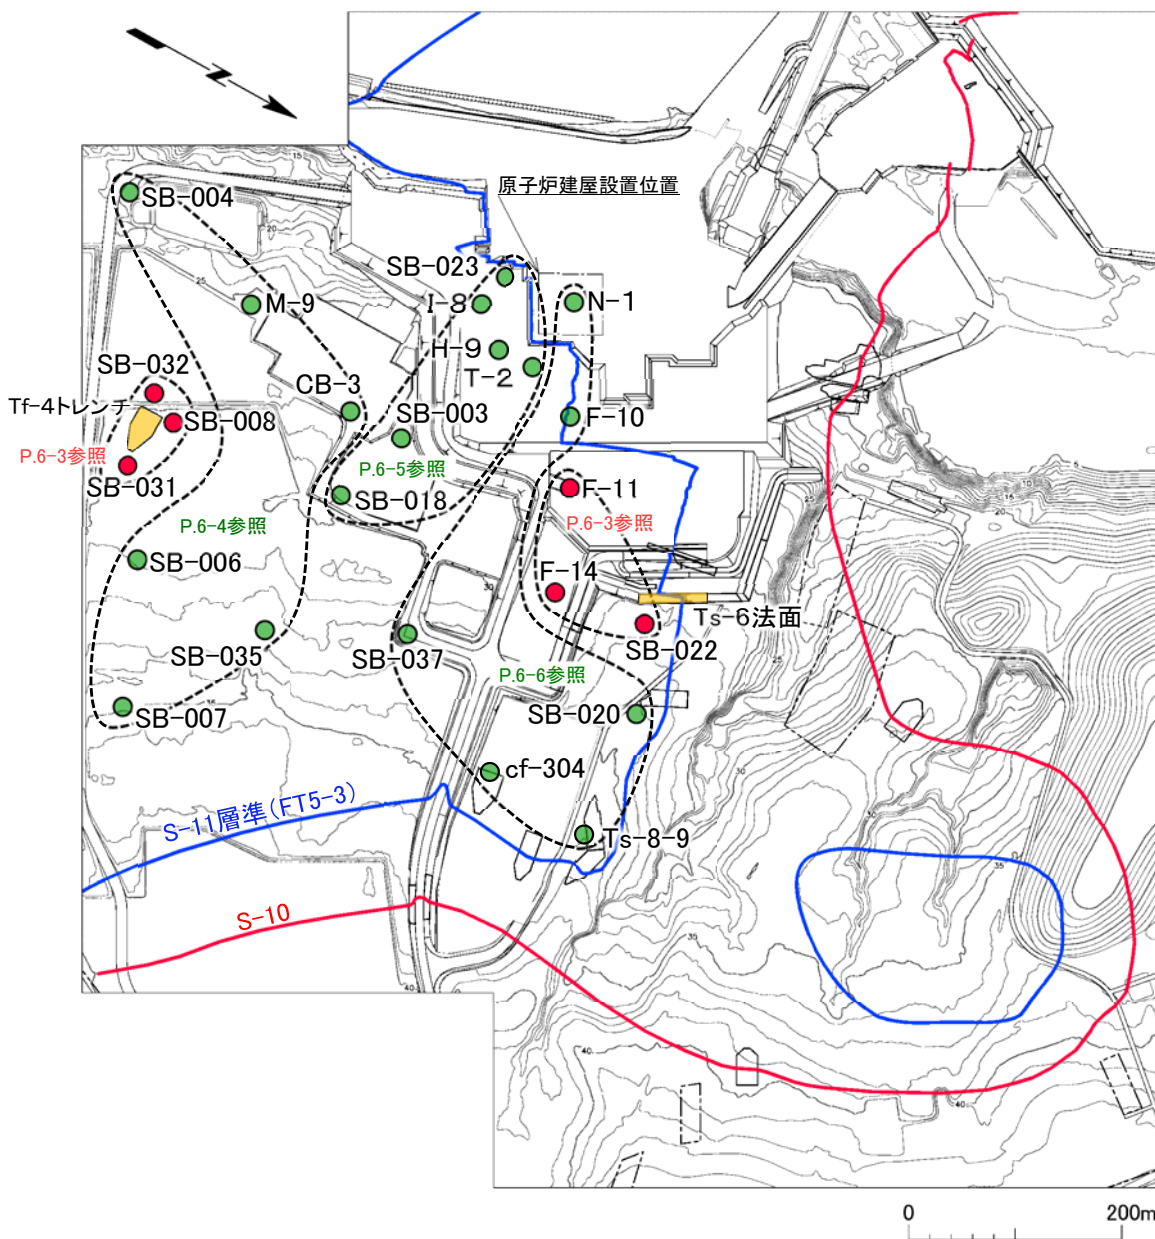 N
原子炉建屋設置位置
SB-004
SB-023
M-9
I-8
N-1
H-9
T-2
SB-032
CB-3
Tf-4トレンチ
SB-003
F-10
SB-008
P.6-3参照
P.6-5参照
SB-031
SB-018
F-11
P.6-4参照
P.6-3参照
SB-006
F-14
Ts-6法面
SB-035
SB-037
SB-022
P.6-6参照
SB-007
SB-020
cf-304
S-11層準(FT5-3)
Ts-8-9
S-10
0 200m